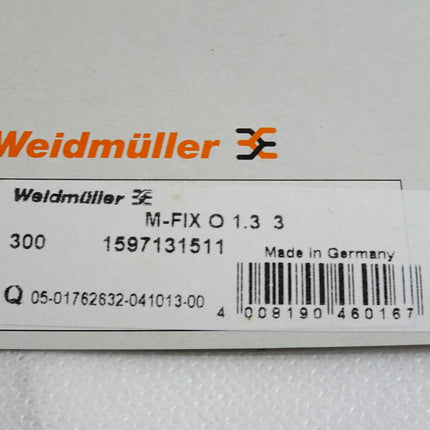 Weidmüller
Weidmüller
M-FIX O 1.3 3
300 1597131511
Made in Germany
Q 05-01762632-041013-00
4 008190 460167